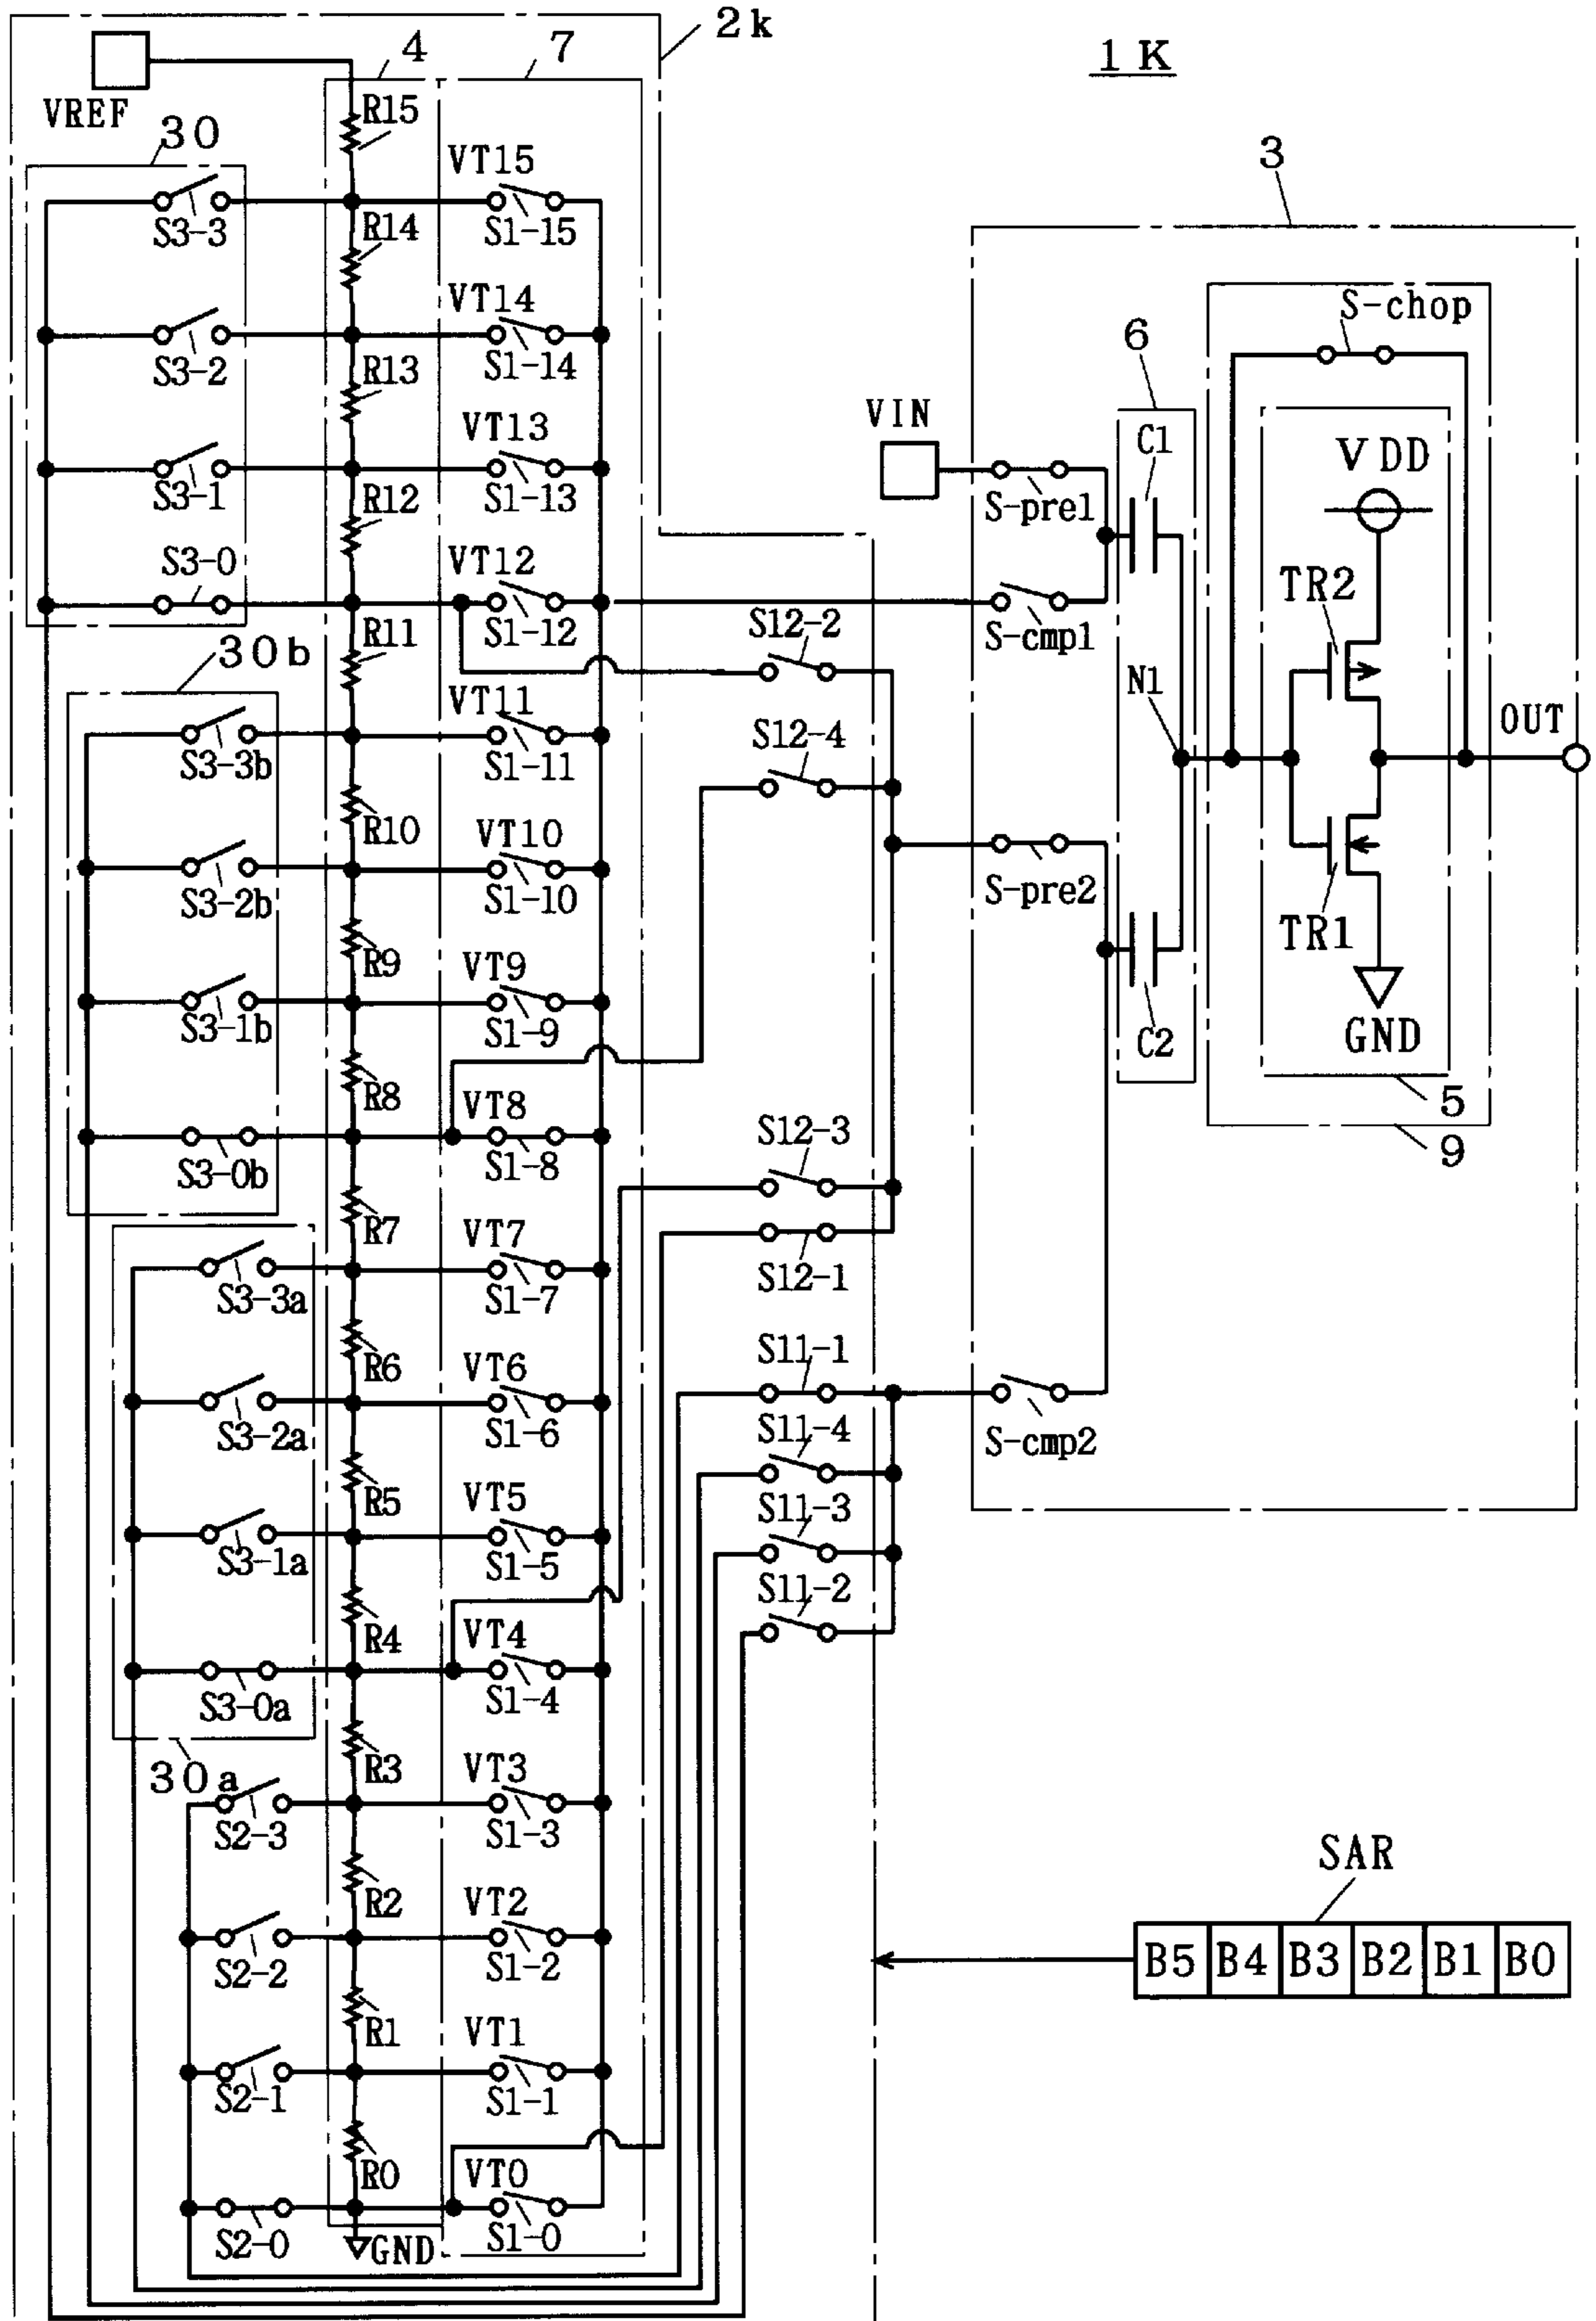 2k
4
7
1K
VREF
R15
30
VT15
3
S3-3
R14
S1-15
VT14
S-chop
6
S3-2
R13
S1-14
VIN
VT13
C1
VDD
S3-1
R12
S1-13
S-pre1
S3-0
VT12
TR2
R11
S1-12
S12-2
S-cmp1
30b
N1
VT11
OUT
S12-4
S3-3b
S1-11
R10
VT10
S3-2b
S1-10
S-pre2
TR1
R9
VT9
S3-1b
S1-9
C2
GND
R8
VT8
5
S12-3
S3-0b
S1-8
9
R7
VT7
S12-1
S3-3a
S1-7
R6
VT6
S11-1
S3-2a
S1-6
S11-4
S-cmp2
R5
VT5
S11-3
S3-1a
S1-5
S11-2
R4
VT4
S3-0a
S1-4
30a
R3
VT3
S2-3
S1-3
SAR
R2
VT2
S2-2
S1-2
B5 B4 B3 B2 B1 B0
R1
VT1
S2-1
S1-1
R0
VT0
S2-0
GND
S1-0